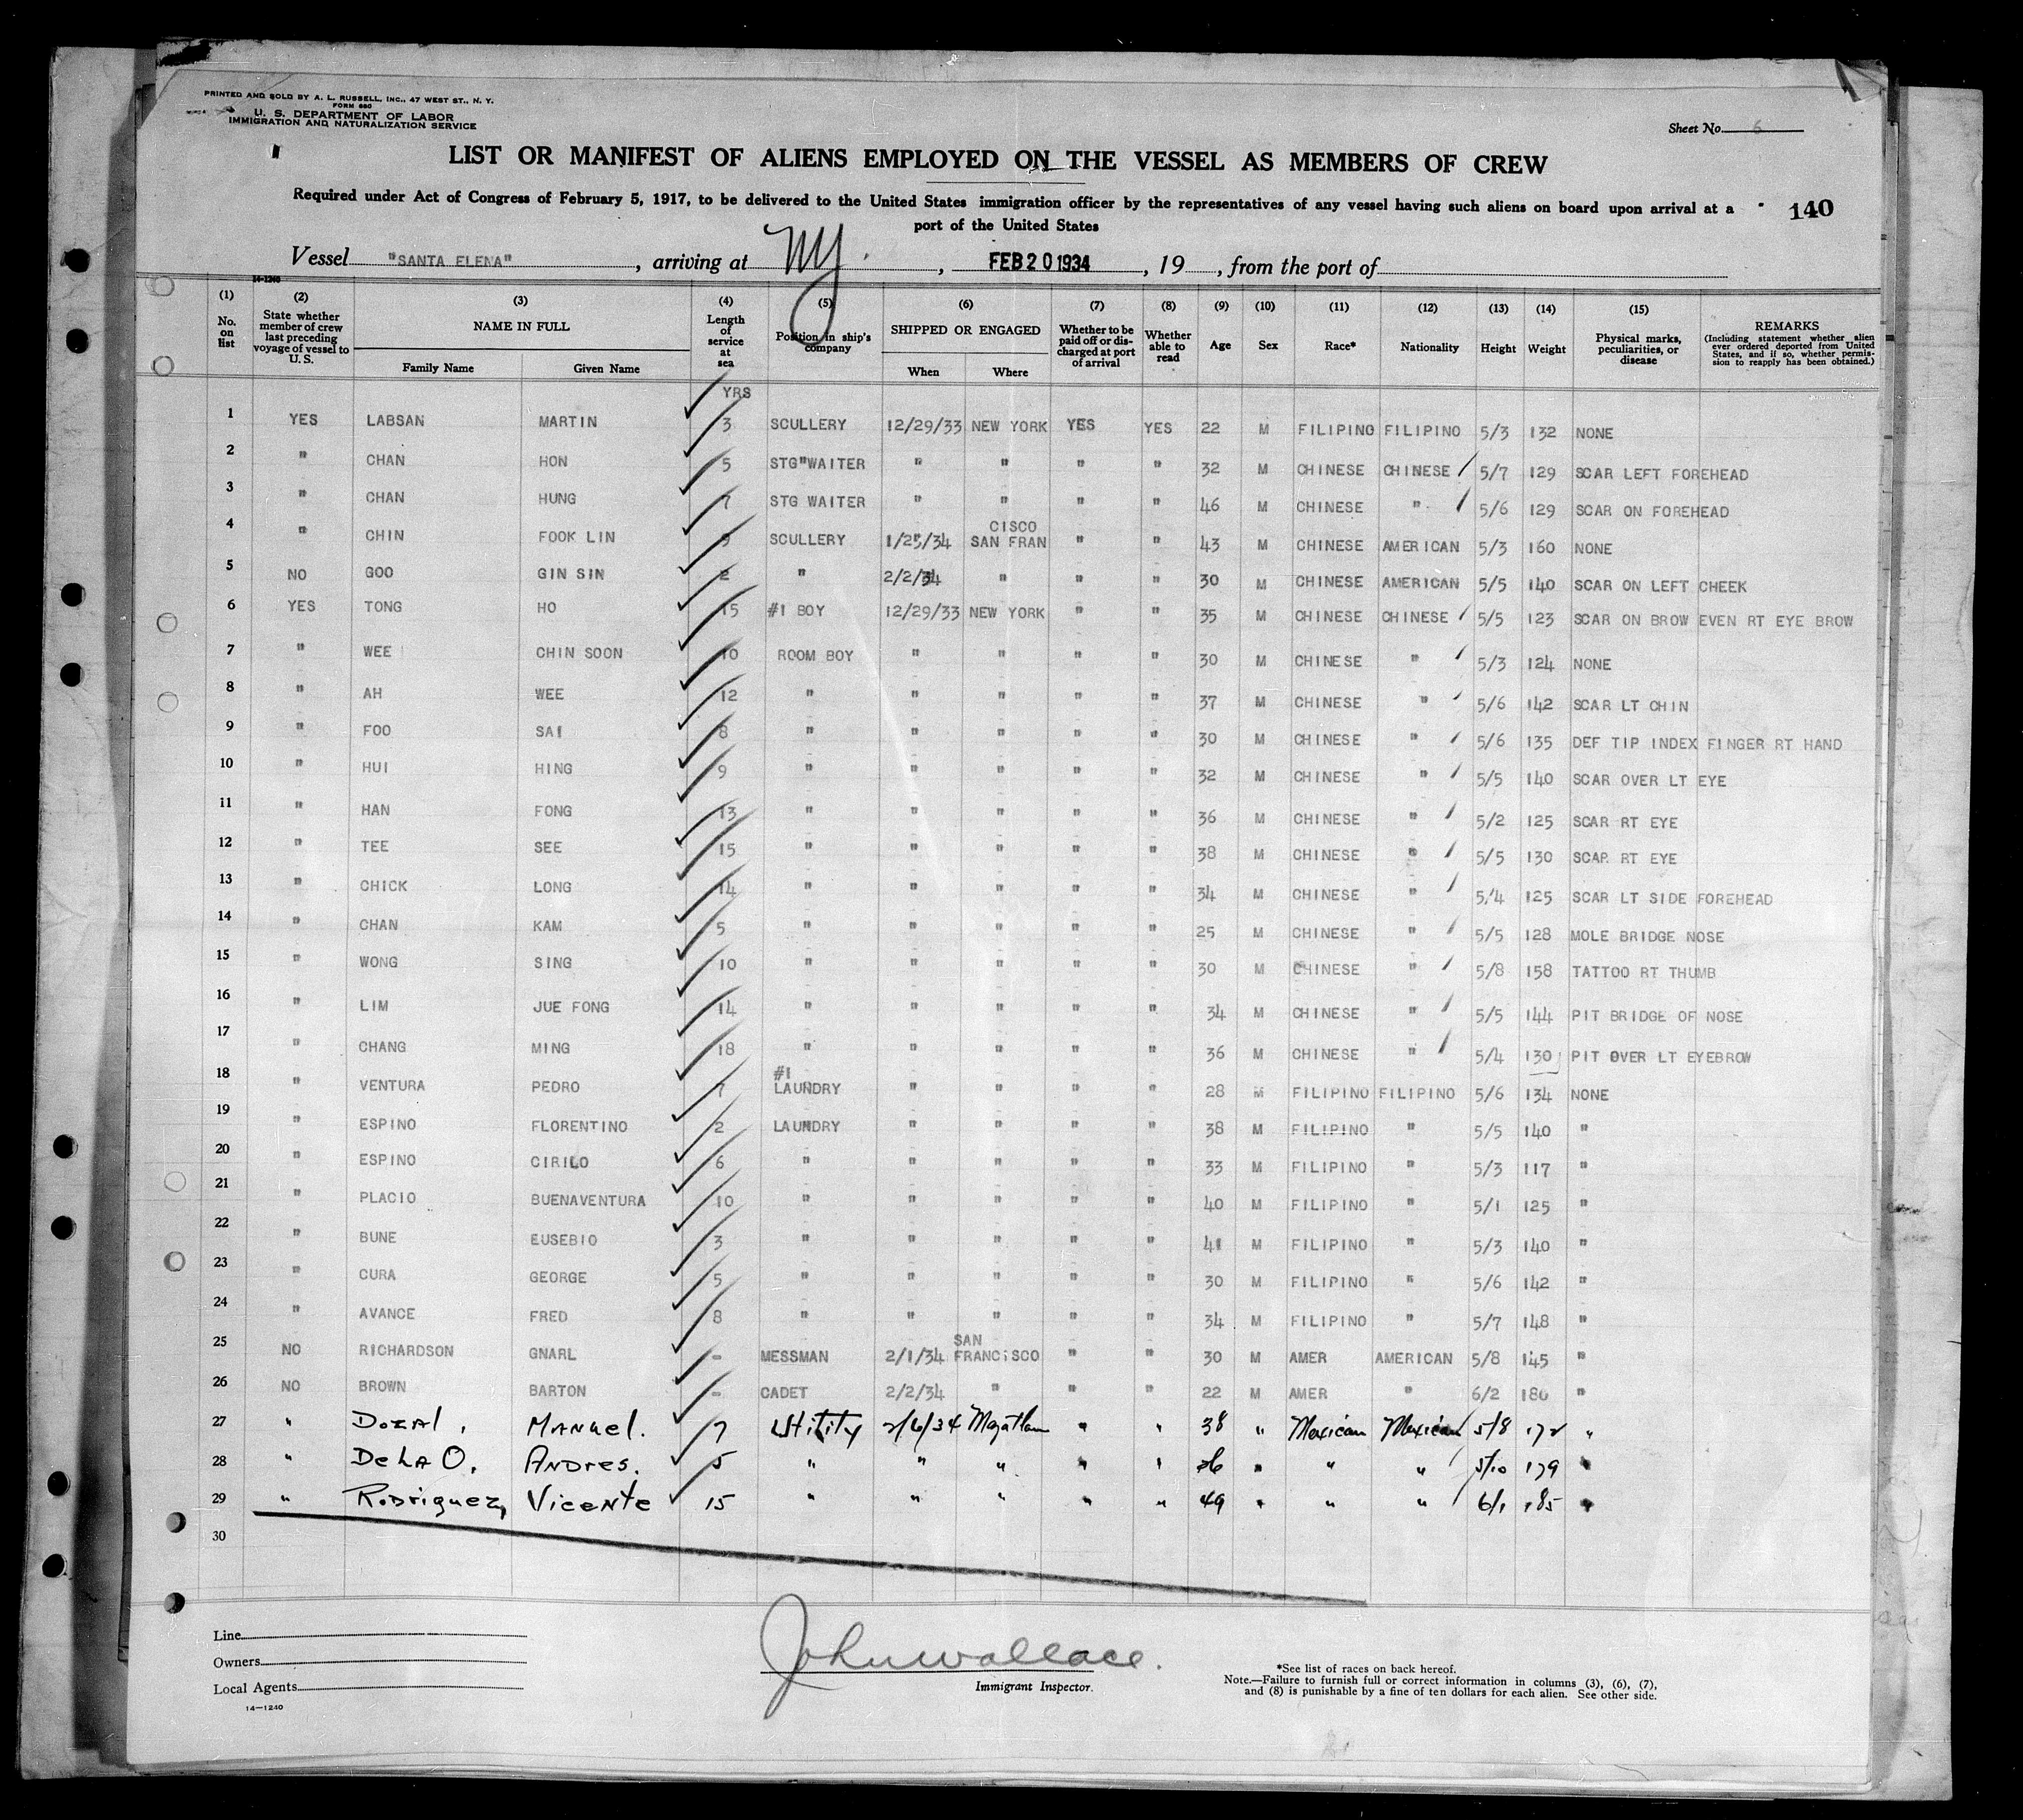 PRINTED AND SOLD BY A. L. RUSSELL, INC., 47 WEST ST., N. Y.
FORM 680
U. S. DEPARTMENT OF LABOR
IMMIGRATION AND NATURALIZATION SERVICE
Sheet No. 6
LIST OR MANIFEST OF ALIENS EMPLOYED ON THE VESSEL AS MEMBERS OF CREW
Required under Act of Congress of February 5, 1917, to be delivered to the United States immigration officer by the representatives of any vessel having such aliens on board upon arrival at a
port of the United States
140
Vessel "SANTA ELENA", arriving at NY., FEB 20 1934, 19, from the port of
14-1240
(1) (2) (3) (4) (5) (6) (7) (8) (9) (10) (11) (12) (13) (14) (15)
No. on list
State whether member of crew last preceding voyage of vessel to U. S.
NAME IN FULL
Family Name Given Name
Length of service at sea
Position in ship's company
SHIPPED OR ENGAGED
When Where
Whether to be paid off or discharged at port of arrival
Whether able to read
Age Sex Race* Nationality Height Weight
Physical marks, peculiarities, or disease
REMARKS
(Including statement whether alien ever ordered deported from United States, and if so, whether permission to reapply has been obtained.)
YRS
1 YES LABSAN MARTIN 3 SCULLERY 12/29/33 NEW YORK YES YES 22 M FILIPINO FILIPINO 5/3 132 NONE
2 " CHAN HON 5 STG"WAITER " " " " 32 M CHINESE CHINESE 5/7 129 SCAR LEFT FOREHEAD
3 " CHAN HUNG 7 STG WAITER " " " " 46 M CHINESE " 5/6 129 SCAR ON FOREHEAD
4 " CHIN FOOK LIN 9 SCULLERY 1/25/34 SAN FRANCISCO " " 43 M CHINESE AMERICAN 5/3 160 NONE
5 NO GOO GIN SIN 2 " 2/2/34 " " " 30 M CHINESE AMERICAN 5/5 140 SCAR ON LEFT CHEEK
6 YES TONG HO 15 #1 BOY 12/29/33 NEW YORK " " 35 M CHINESE CHINESE 5/5 123 SCAR ON BROW EVEN RT EYE BROW
7 " WEE CHIN SOON 10 ROOM BOY " " " " 30 M CHINESE " 5/3 124 NONE
8 " AH WEE 12 " " " " " 37 M CHINESE " 5/6 142 SCAR LT CHIN
9 " FOO SAI 8 " " " " " 30 M CHINESE " 5/6 135 DEF TIP INDEX FINGER RT HAND
10 " HUI HING 9 " " " " " 32 M CHINESE " 5/5 140 SCAR OVER LT EYE
11 " HAN FONG 13 " " " " " 36 M CHINESE " 5/2 125 SCAR RT EYE
12 " TEE SEE 15 " " " " " 38 M CHINESE " 5/5 130 SCAR RT EYE
13 " CHICK LONG 14 " " " " " 34 M CHINESE " 5/4 125 SCAR LT SIDE FOREHEAD
14 " CHAN KAM 5 " " " " " 25 M CHINESE " 5/5 128 MOLE BRIDGE NOSE
15 " WONG SING 10 " " " " " 30 M CHINESE " 5/8 158 TATTOO RT THUMB
16 " LIM JUE FONG 14 " " " " " 34 M CHINESE " 5/5 144 PIT BRIDGE OF NOSE
17 " CHANG MING 18 " " " " " 36 M CHINESE " 5/4 130 PIT OVER LT EYEBROW
18 " VENTURA PEDRO 7 #1 LAUNDRY " " " " 28 M FILIPINO FILIPINO 5/6 134 NONE
19 " ESPINO FLORENTINO 2 LAUNDRY " " " " 38 M FILIPINO " 5/5 140 "
20 " ESPINO CIRILO 6 " " " " " 33 M FILIPINO " 5/3 117 "
21 " PLACIO BUENAVENTURA 10 " " " " " 40 M FILIPINO " 5/1 125 "
22 " BUNE EUSEBIO 3 " " " " " 41 M FILIPINO " 5/3 140 "
23 " CURA GEORGE 5 " " " " " 30 M FILIPINO " 5/6 142 "
24 " AVANCE FRED 8 " " " " " 34 M FILIPINO " 5/7 148 "
25 NO RICHARDSON GNARL - MESSMAN 2/1/34 SAN FRANCISCO " " 30 M AMER AMERICAN 5/8 145 "
26 NO BROWN BARTON - CADET 2/2/34 " " " 22 M AMER " 6/2 180 "
27 " Dozal, Manuel. 7 Utility 2/6/34 Mazatlan " " 38 " Mexican Mexican 5/8 172 "
28 " De La O, Andres. 5 " " " " " 26 " " " 5/10 179 "
29 " Rodriguez, Vicente 15 " " " " " 49 " " " 6/1 185 "
30
Line
Owners
Local Agents
14-1240
John Wallace.
Immigrant Inspector.
*See list of races on back hereof.
Note.—Failure to furnish full or correct information in columns (3), (6), (7),
and (8) is punishable by a fine of ten dollars for each alien. See other side.